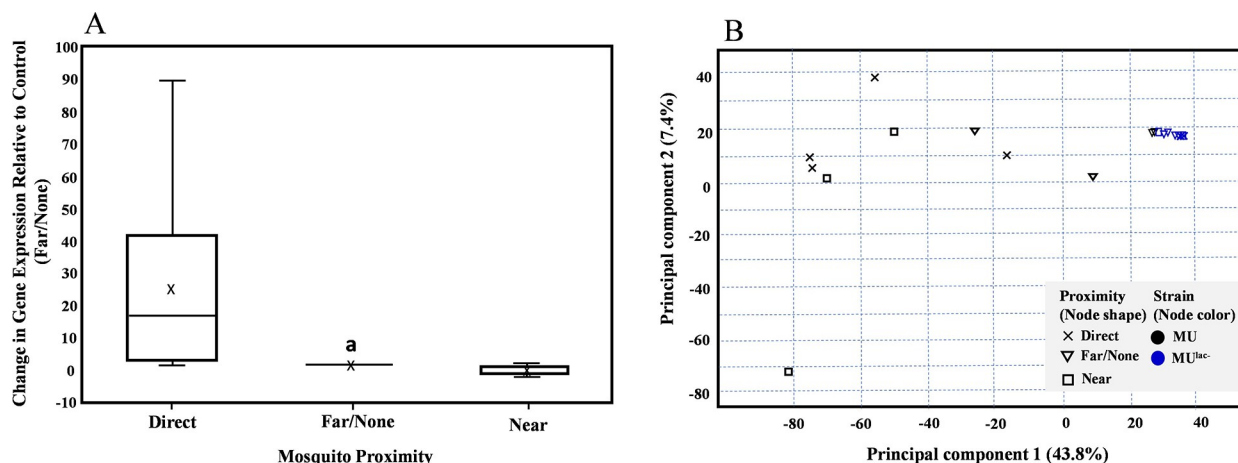 A
Change in Gene Expression Relative to Control
(Far/None)
100
90
80
70
60
50
40
30
20
10
0
-10
a
Direct
Far/None
Near
Mosquito Proximity
B
Principal component 2 (7.4%)
40
20
0
-20
-40
-60
-80
-80
-60
-40
-20
0
20
40
Principal component 1 (43.8%)
Proximity
(Node shape)
Direct
Far/None
Near
Strain
(Node color)
MU
MUlac-